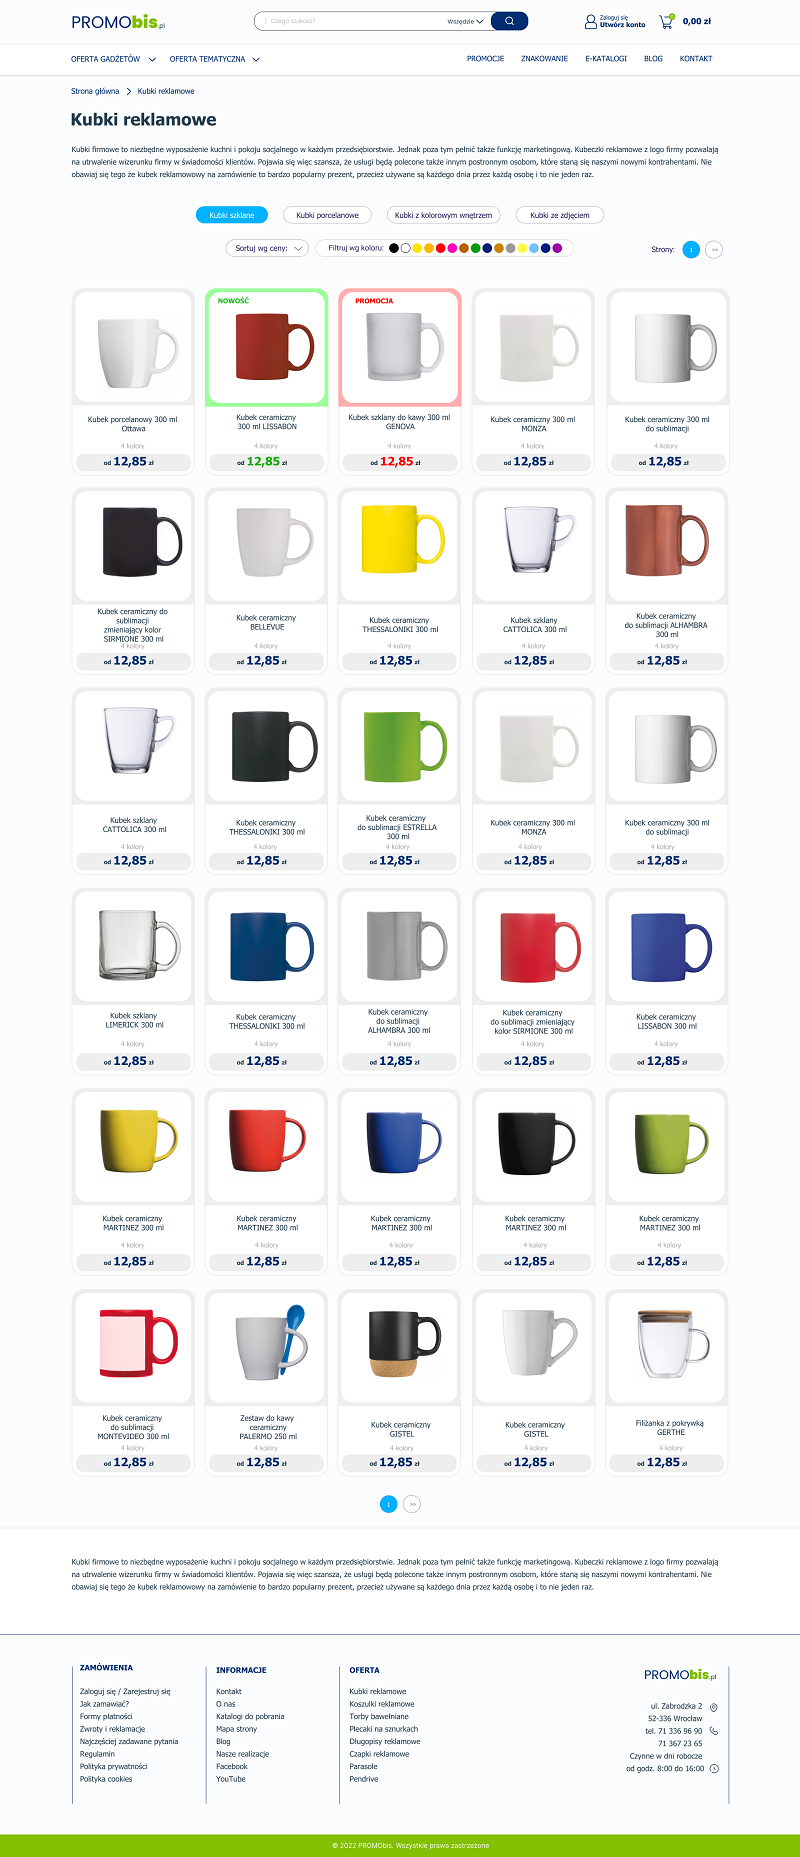 PROMObis.pl
Czego szukasz?
Wszędzie
Zaloguj się
Utwórz konto
0
0,00 zł
OFERTA GADŻETÓW
OFERTA TEMATYCZNA
PROMOCJE
ZNAKOWANIE
E-KATALOGI
BLOG
KONTAKT
Strona główna > Kubki reklamowe
Kubki reklamowe
Kubki firmowe to niezbędne wyposażenie kuchni i pokoju socjalnego w każdym przedsiębiorstwie. Jednak poza tym pełnić także funkcję marketingową. Kubeczki reklamowe z logo firmy pozwalają
na utrwalenie wizerunku firmy w świadomości klientów. Pojawia się więc szansa, że usługi będą polecone także innym postronnym osobom, które staną się naszymi nowymi kontrahentami. Nie
obawiaj się tego że kubek reklamowowy na zamówienie to bardzo popularny prezent, przecież używane są każdego dnia przez każdą osobę i to nie jeden raz.
Kubki szklane
Kubki porcelanowe
Kubki z kolorowym wnętrzem
Kubki ze zdjęciem
Sortuj wg ceny:
Filtruj wg koloru:
Strony:
1
>>
Kubek porcelanowy 300 ml
Ottawa
4 kolory
od 12,85 zł
NOWOŚĆ
Kubek ceramiczny
300 ml LISSABON
4 kolory
od 12,85 zł
PROMOCJA
Kubek szklany do kawy 300 ml
GENOVA
4 kolory
od 12,85 zł
Kubek ceramiczny 300 ml
MONZA
4 kolory
od 12,85 zł
Kubek ceramiczny 300 ml
do sublimacji
4 kolory
od 12,85 zł
Kubek ceramiczny do
sublimacji
zmieniający kolor
SIRMIONE 300 ml
4 kolory
od 12,85 zł
Kubek ceramiczny
BELLEVUE
4 kolory
od 12,85 zł
Kubek ceramiczny
THESSALONIKI 300 ml
4 kolory
od 12,85 zł
Kubek szklany
CATTOLICA 300 ml
4 kolory
od 12,85 zł
Kubek ceramiczny
do sublimacji ALHAMBRA
300 ml
4 kolory
od 12,85 zł
Kubek szklany
CATTOLICA 300 ml
4 kolory
od 12,85 zł
Kubek ceramiczny
THESSALONIKI 300 ml
4 kolory
od 12,85 zł
Kubek ceramiczny
do sublimacji ESTRELLA
300 ml
4 kolory
od 12,85 zł
Kubek ceramiczny 300 ml
MONZA
4 kolory
od 12,85 zł
Kubek ceramiczny 300 ml
do sublimacji
4 kolory
od 12,85 zł
Kubek szklany
LIMERICK 300 ml
4 kolory
od 12,85 zł
Kubek ceramiczny
THESSALONIKI 300 ml
4 kolory
od 12,85 zł
Kubek ceramiczny
do sublimacji
ALHAMBRA 300 ml
4 kolory
od 12,85 zł
Kubek ceramiczny
do sublimacji zmieniający
kolor SIRMIONE 300 ml
4 kolory
od 12,85 zł
Kubek ceramiczny
LISSABON 300 ml
4 kolory
od 12,85 zł
Kubek ceramiczny
MARTINEZ 300 ml
4 kolory
od 12,85 zł
Kubek ceramiczny
MARTINEZ 300 ml
4 kolory
od 12,85 zł
Kubek ceramiczny
MARTINEZ 300 ml
4 kolory
od 12,85 zł
Kubek ceramiczny
MARTINEZ 300 ml
4 kolory
od 12,85 zł
Kubek ceramiczny
MARTINEZ 300 ml
4 kolory
od 12,85 zł
Kubek ceramiczny
do sublimacji
MONTEVIDEO 300 ml
4 kolory
od 12,85 zł
Zestaw do kawy
ceramiczny
PALERMO 250 ml
4 kolory
od 12,85 zł
Kubek ceramiczny
GISTEL
4 kolory
od 12,85 zł
Kubek ceramiczny
GISTEL
4 kolory
od 12,85 zł
Filiżanka z pokrywką
GERTHE
4 kolory
od 12,85 zł
1
>>
Kubki firmowe to niezbędne wyposażenie kuchni i pokoju socjalnego w każdym przedsiębiorstwie. Jednak poza tym pełnić także funkcję marketingową. Kubeczki reklamowe z logo firmy pozwalają
na utrwalenie wizerunku firmy w świadomości klientów. Pojawia się więc szansa, że usługi będą polecone także innym postronnym osobom, które staną się naszymi nowymi kontrahentami. Nie
obawiaj się tego że kubek reklamowowy na zamówienie to bardzo popularny prezent, przecież używane są każdego dnia przez każdą osobę i to nie jeden raz.
ZAMÓWIENIA
Zaloguj się / Zarejestruj się
Jak zamawiać?
Formy płatności
Zwroty i reklamacje
Najczęściej zadawane pytania
Regulamin
Polityka prywatności
Polityka cookies
INFORMACJE
Kontakt
O nas
Katalogi do pobrania
Mapa strony
Blog
Nasze realizacje
Facebook
YouTube
OFERTA
Kubki reklamowe
Koszulki reklamowe
Torby bawełniane
Plecaki na sznurkach
Długopisy reklamowe
Czapki reklamowe
Parasole
Pendrive
PROMObis.pl
ul. Zabrodzka 2
52-336 Wrocław
tel. 71 336 96 90
71 367 23 65
Czynne w dni robocze
od godz. 8:00 do 16:00
© 2022 PROMObis. Wszystkie prawa zastrzeżone